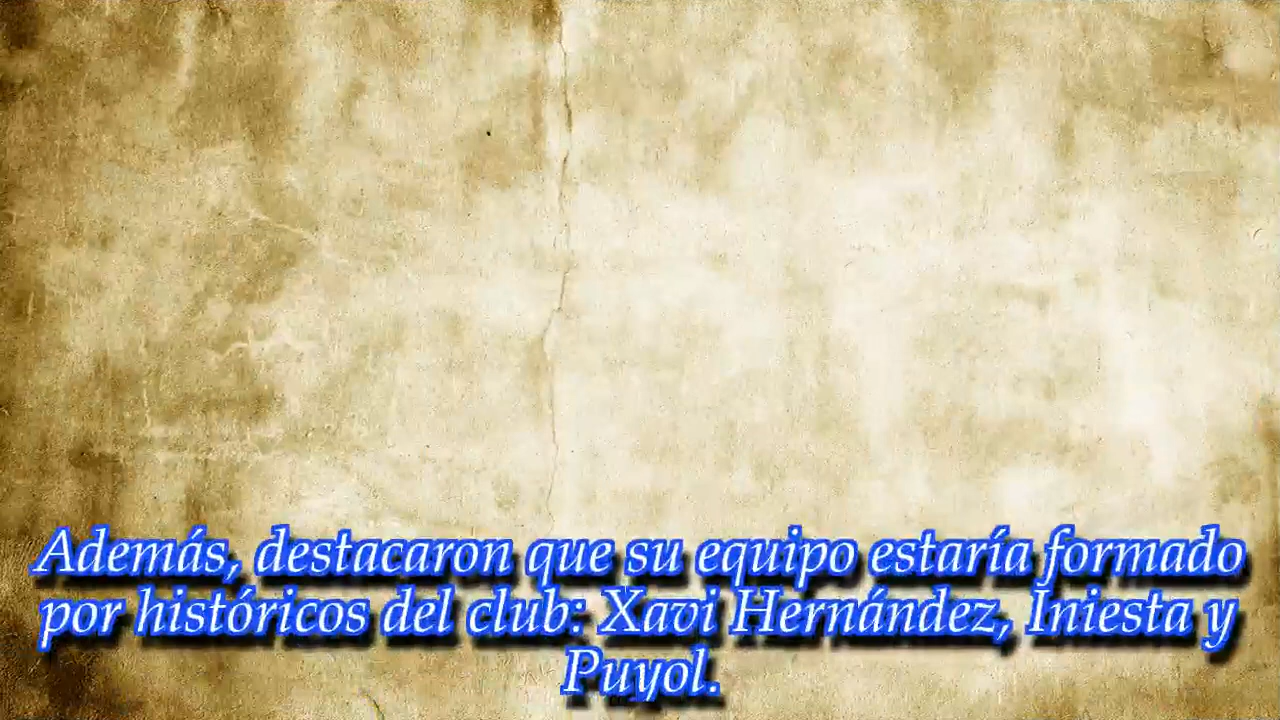 Además, destacaron que su equipo estaría formado
por históricos del club: Xavi Hernández, Iniesta y
Puyol.